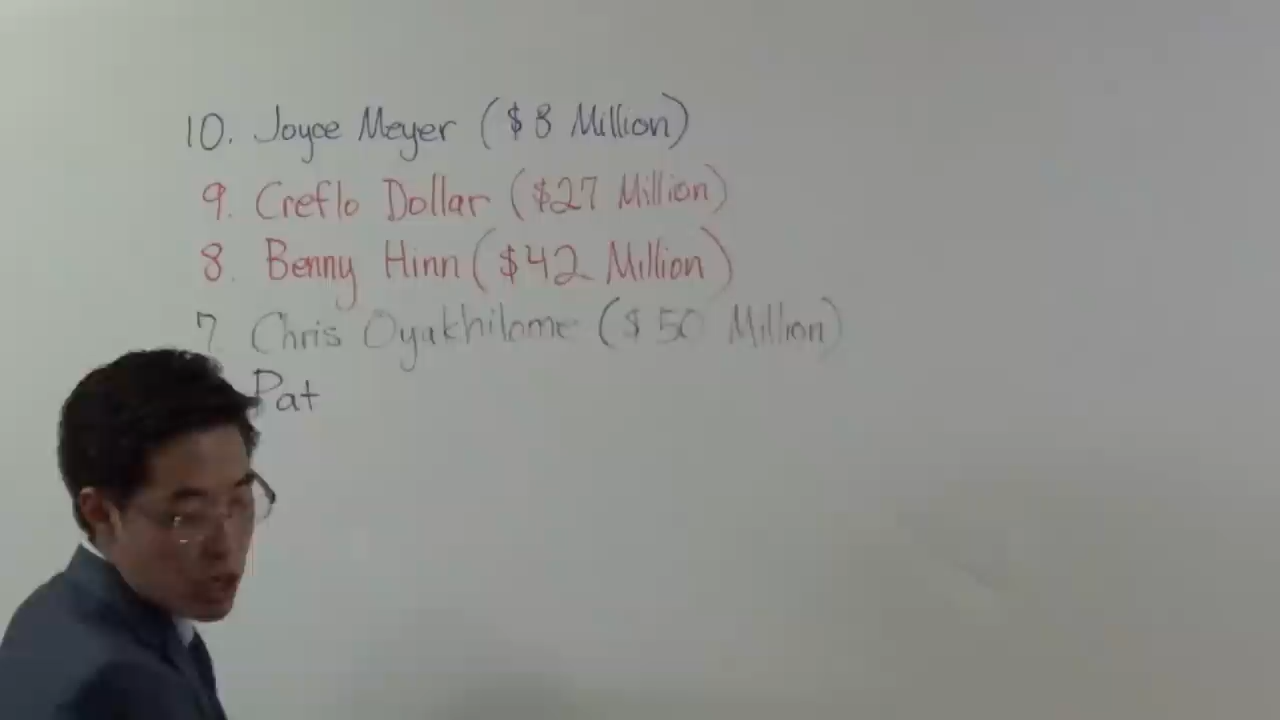 10. Joyce Meyer ($8 Million)
9. Creflo Dollar ($27 Million)
8. Benny Hinn ($42 Million)
7. Chris Oyakhilome ($50 Million)
Pat